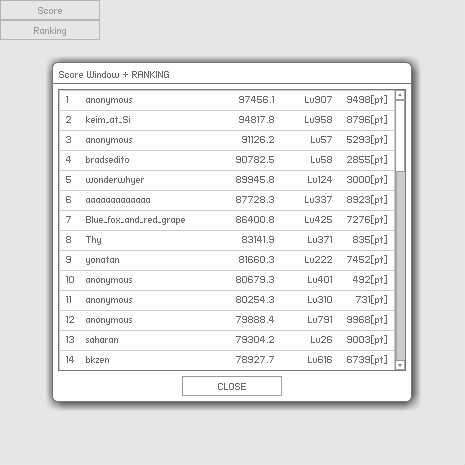 Score
Ranking
Score Window + RANKING
1 anonymous 97456.1 Lv907 9498[pt]
2 keim_at_Si 94817.8 Lv958 8796[pt]
3 anonymous 91126.2 Lv57 5293[pt]
4 bradsedito 90782.5 Lv58 2855[pt]
5 wonderwhyer 89945.8 Lv124 3000[pt]
6 aaaaaaaaaaaaa 87728.3 Lv337 8923[pt]
7 Blue_fox_and_red_grape 86400.8 Lv425 7276[pt]
8 Thy 83141.9 Lv371 835[pt]
9 yonatan 81660.3 Lv222 7452[pt]
10 anonymous 80679.3 Lv401 492[pt]
11 anonymous 80254.3 Lv310 731[pt]
12 anonymous 79888.4 Lv791 9968[pt]
13 saharan 79304.2 Lv26 9003[pt]
14 bkzen 78927.7 Lv616 6739[pt]
CLOSE